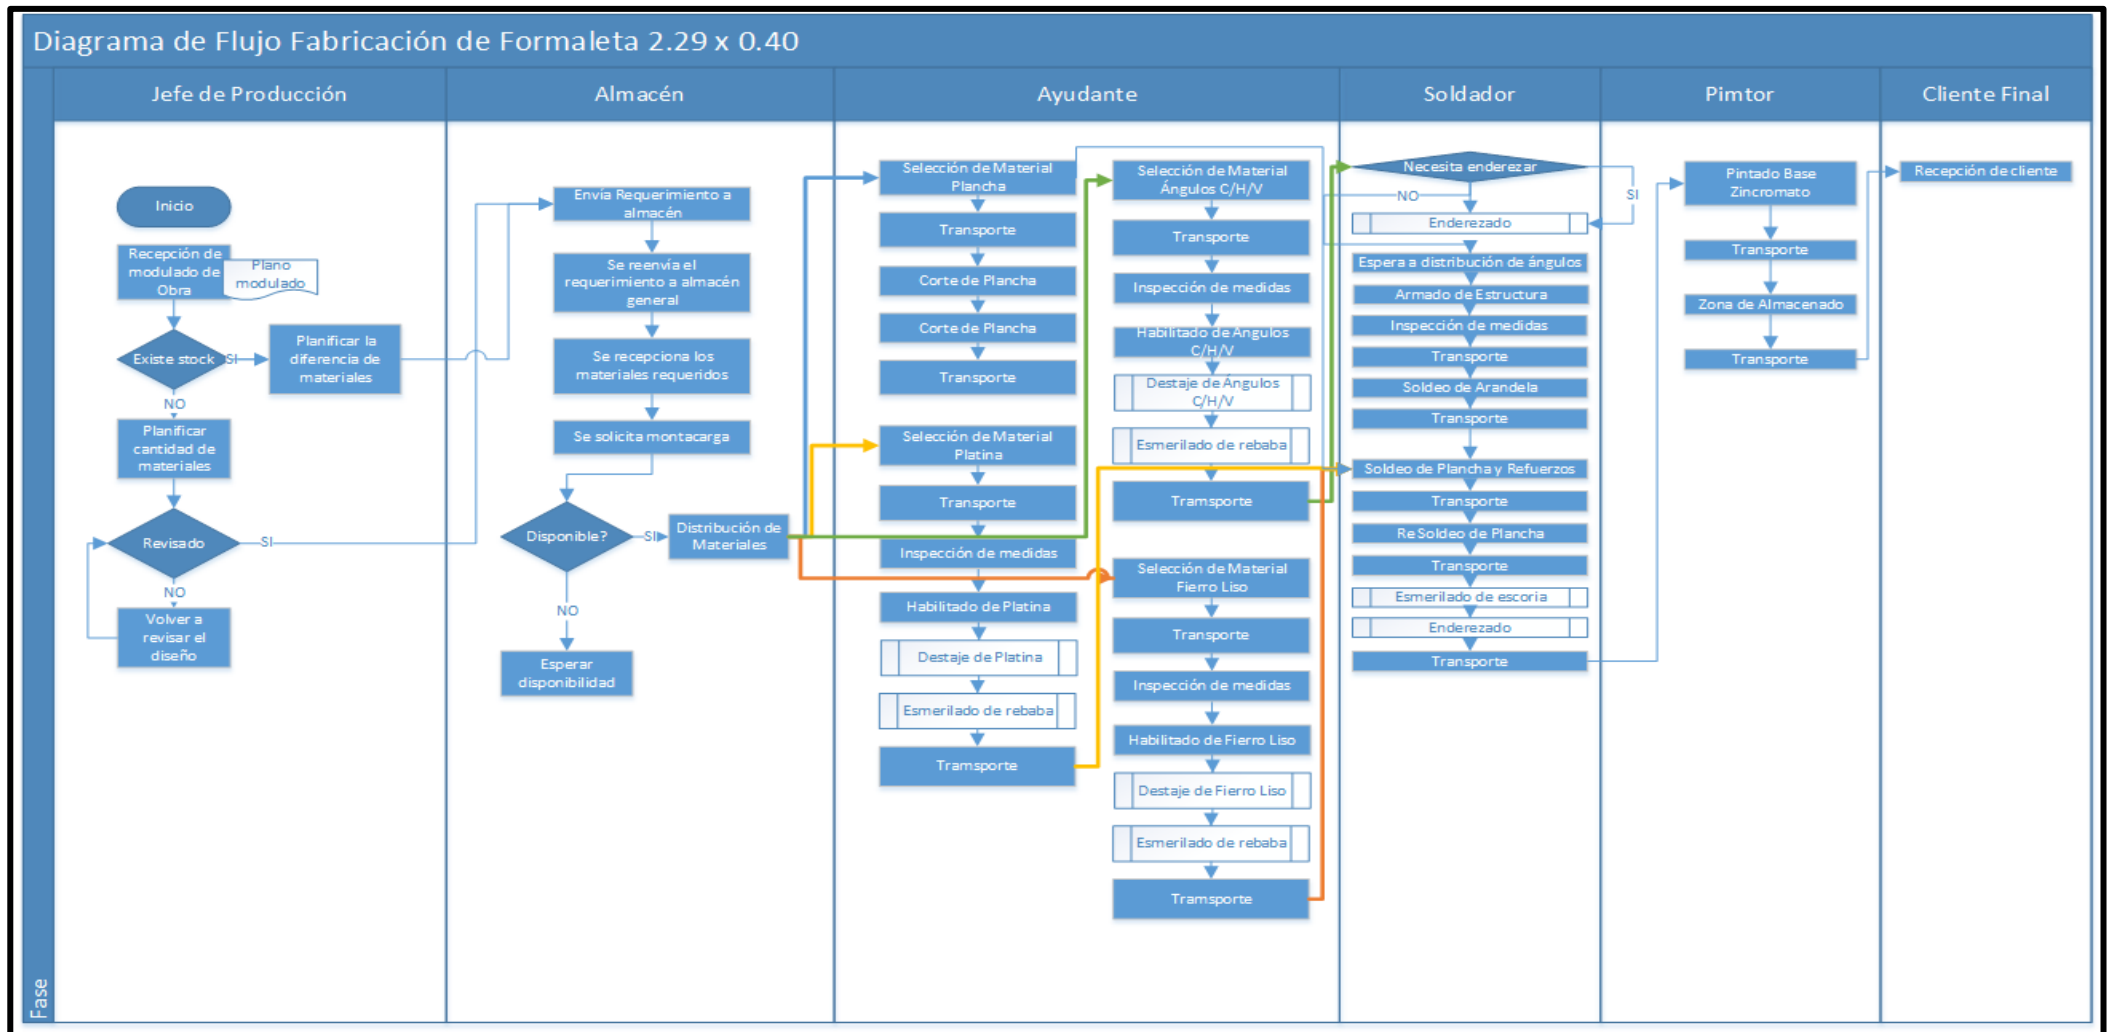 Diagrama de Flujo Fabricación de Formaleta 2.29 x 0.40
Fase
Jefe de Producción
Almacén
Ayudante
Soldador
Pimtor
Cliente Final
Inicio
Recepción de
modulado de
Obra
Plano
modulado
Existe stock
SI
Planificar la
diferencia de
materiales
NO
Planificar
cantidad de
materiales
Revisado
SI
NO
Volver a
revisar el
diseño
Envía Requerimiento a
almacén
Se reenvía el
requerimiento a almacén
general
Se recepciona los
materiales requeridos
Se solicita montacarga
Disponible?
SI
Distribución de
Materiales
NO
Esperar
disponibilidad
Selección de Material
Plancha
Transporte
Corte de Plancha
Corte de Plancha
Transporte
Selección de Material
Platina
Transporte
Inspección de medidas
Habilitado de Platina
Destaje de Platina
Esmerilado de rebaba
Tramsporte
Selección de Material
Ángulos C/H/V
Transporte
Inspección de medidas
Habilitado de Angulos
C/H/V
Destaje de Ángulos
C/H/V
Esmerilado de rebaba
Tramsporte
Selección de Material
Fierro Liso
Transporte
Inspección de medidas
Habilitado de Fierro Liso
Destaje de Fierro Liso
Esmerilado de rebaba
Tramsporte
Necesita enderezar
NO
SI
Enderezado
Espera a distribución de ángulos
Armado de Estructura
Inspección de medidas
Transporte
Soldeo de Arandela
Transporte
Soldeo de Plancha y Refuerzos
Transporte
Re Soldeo de Plancha
Transporte
Esmerilado de escoria
Enderezado
Transporte
Pintado Base
Zincromato
Transporte
Zona de Almacenado
Transporte
Recepción de cliente